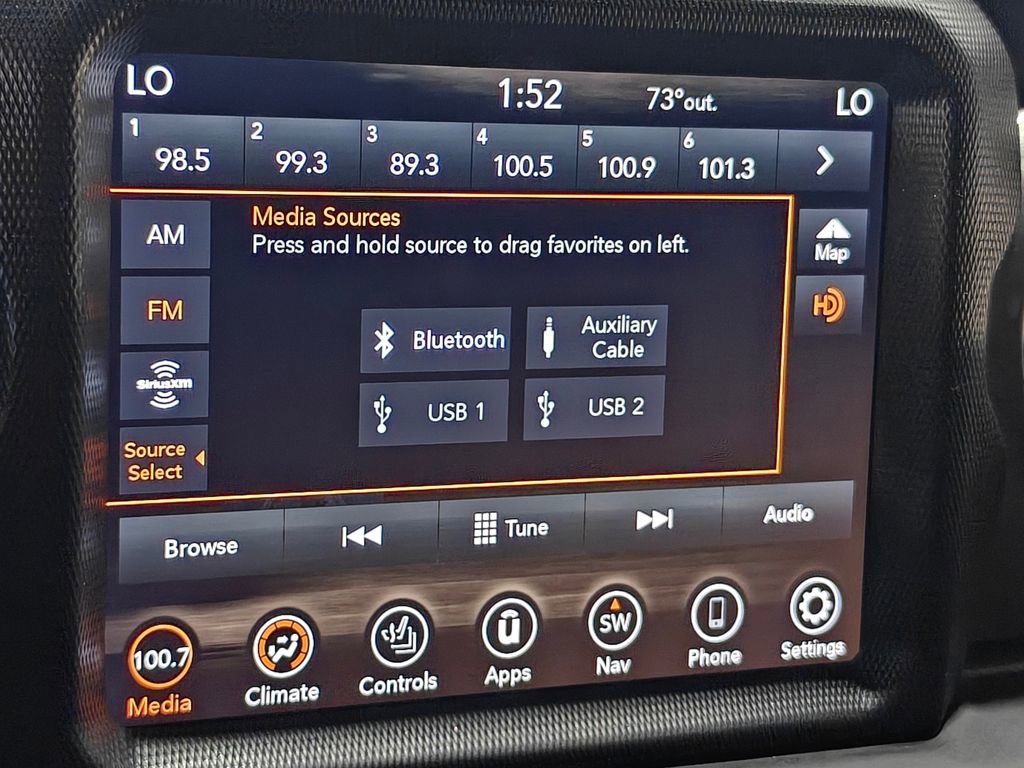 LO 1:52 73°out. LO
1 98.5 2 99.3 3 89.3 4 100.5 5 100.9 6 101.3
Media Sources
Press and hold source to drag favorites on left.
AM
FM
SiriusXM
Source
Select
Bluetooth
Auxiliary
Cable
USB 1
USB 2
Map
HD
Browse Tune Audio
100.7
SW
Media Climate Controls Apps Nav Phone Settings